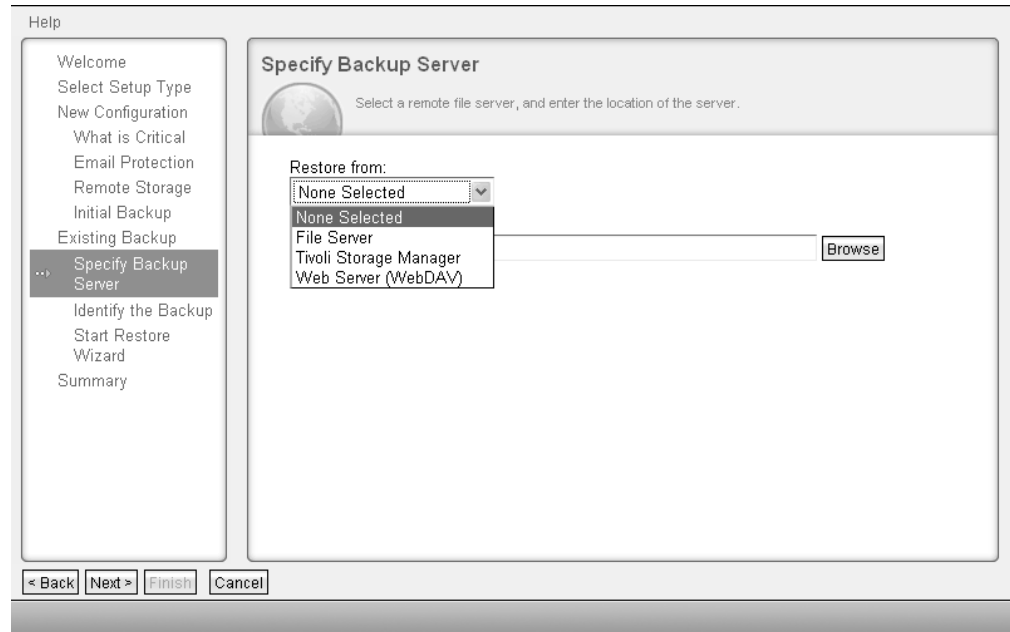 Help
Welcome
Select Setup Type
New Configuration
What is Critical
Email Protection
Remote Storage
Initial Backup
Existing Backup
Specify Backup
Server
Identify the Backup
Start Restore
Wizard
Summary
Specify Backup Server
Select a remote file server, and enter the location of the server.
Restore from:
None Selected
None Selected
File Server
Tivoli Storage Manager
Web Server (WebDAV)
Browse
< Back Next > Finish Cancel